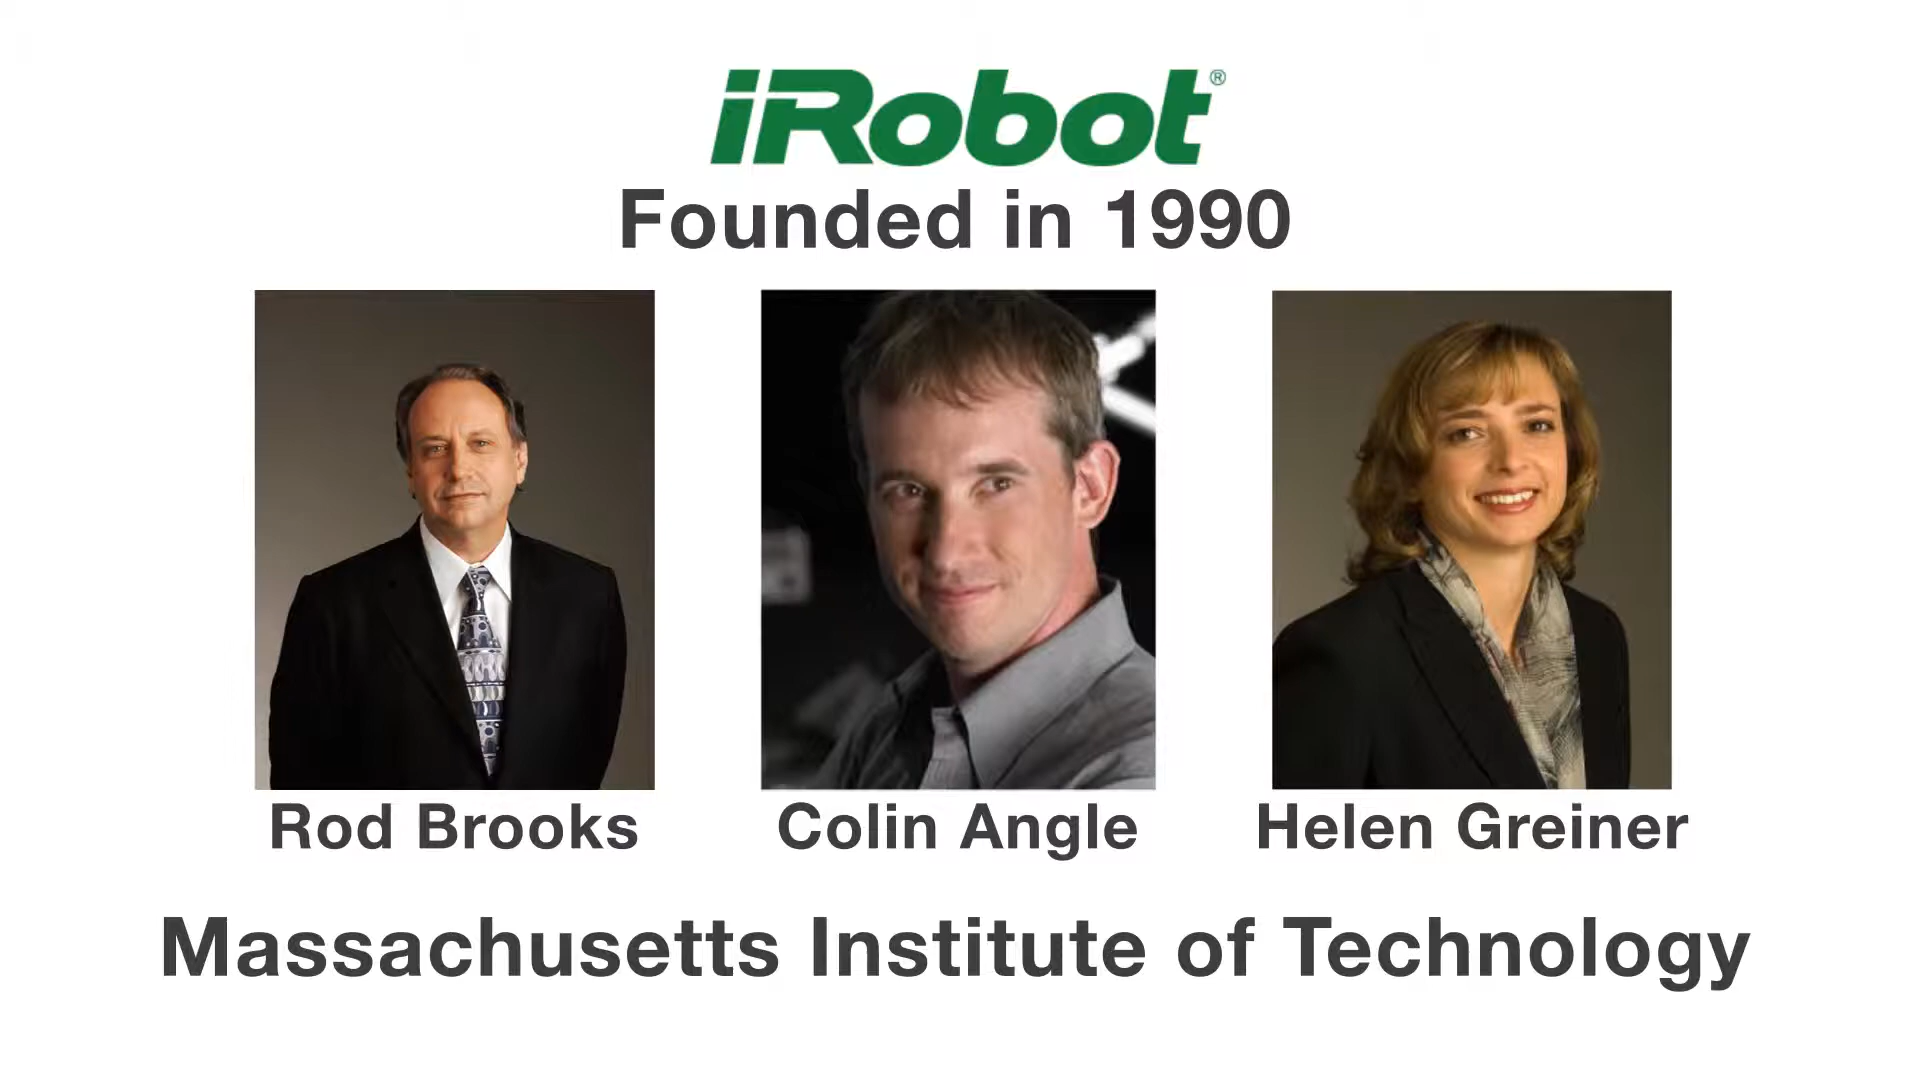 iRobot®
Founded in 1990
Rod Brooks
Colin Angle
Helen Greiner
Massachusetts Institute of Technology